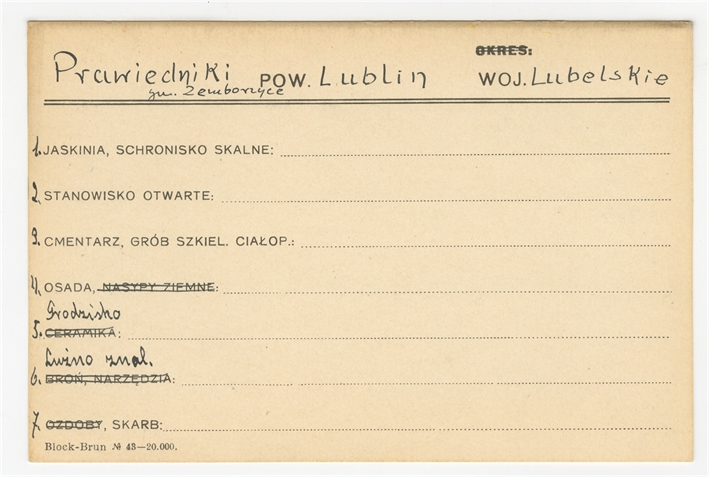 OKRES:
Prawiedniki POW. Lublin WOJ. Lubelskie
gm. Zemborzyce
1. JASKINIA, SCHRONISKO SKALNE:
2. STANOWISKO OTWARTE:
3. CMENTARZ, GRÓB SZKIEL. CIAŁOP.:
4. OSADA, NASYPY ZIEMNE:
Grodzisko
5. CERAMIKA:
Luźno znal.
6. BROŃ, NARZĘDZIA:
7. OZDOBY, SKARB:
Block-Brun № 43—20.000.